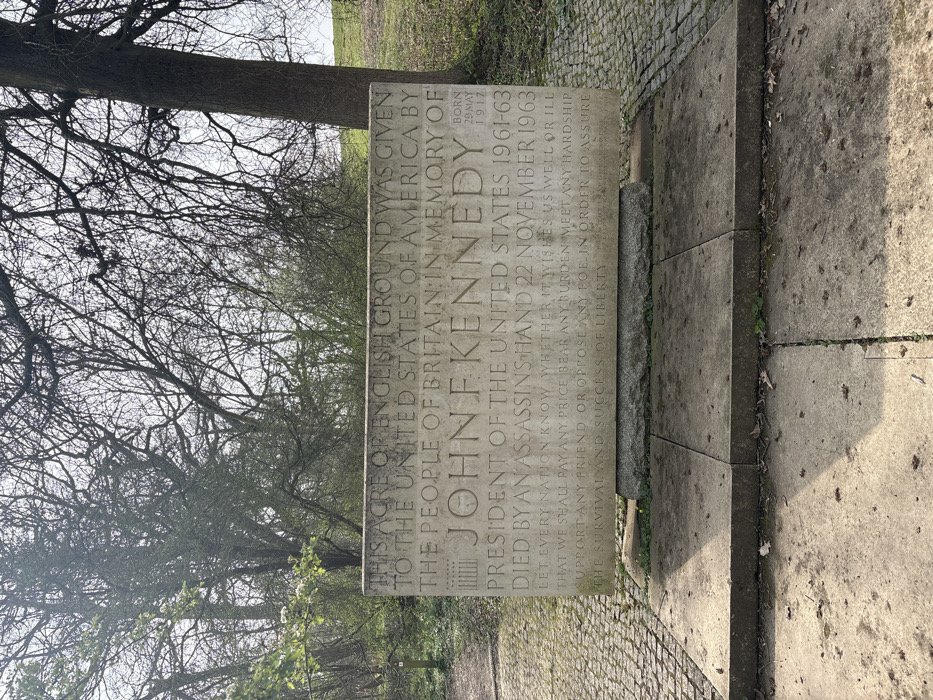 THIS ACRE OF ENGLISH GROUND WAS GIVEN
TO THE UNITED STATES OF AMERICA BY
THE PEOPLE OF BRITAIN IN MEMORY OF
JOHN F. KENNEDY
BORN
29 MAY
1917
PRESIDENT OF THE UNITED STATES 1961-63
DIED BY AN ASSASSIN'S HAND 22 NOVEMBER 1963
LET EVERY NATION KNOW WHETHER IT WISHES US WELL OR ILL
THAT WE SHALL PAY ANY PRICE BEAR ANY BURDEN MEET ANY HARDSHIP
SUPPORT ANY FRIEND OR OPPOSE ANY FOE IN ORDER TO ASSURE
THE SURVIVAL AND SUCCESS OF LIBERTY